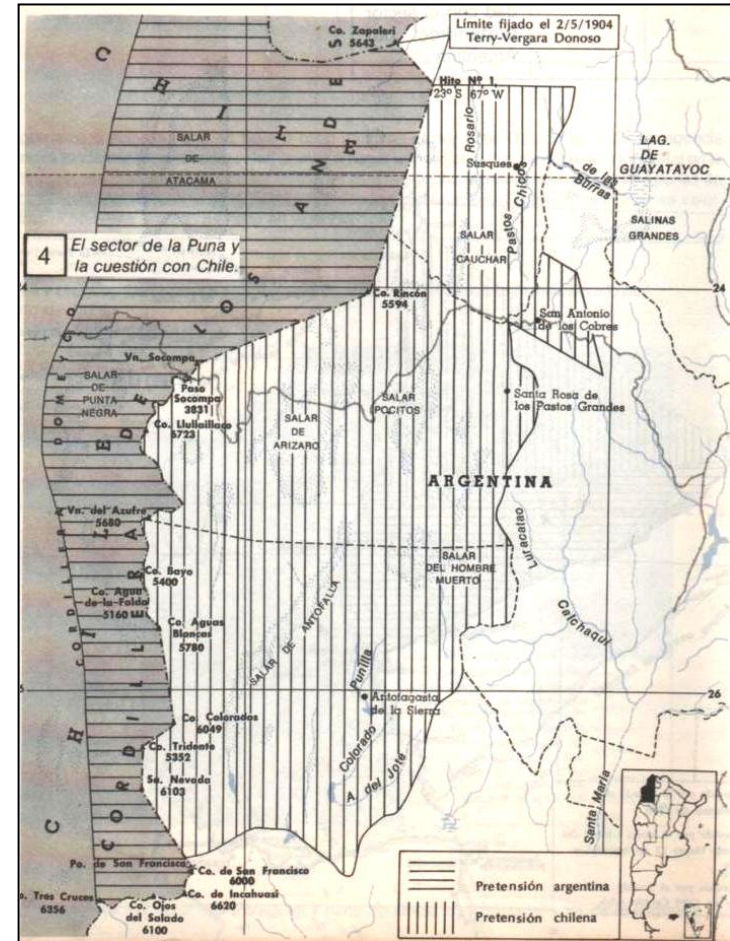 Co. Zapaleri
5643
Límite fijado el 2/5/1904
Terry-Vergara Donoso
Hito Nº 1
23º S 67º W
C H I L E
LOS ANDES
SALAR
DE
ATACAMA
Rosario
Susques
Pastos Chicos
de las
Burras
LAG.
DE
GUAYATAYOC
SALINAS
GRANDES
SALAR
CAUCHAR
4
El sector de la Puna y
la cuestión con Chile.
24
24
Co. Rincón
5594
San Antonio
de los Cobres
Vn. Socompa
Paso
Socompa
3831
SALAR
DE
PUNTA
NEGRA
Co. Llullaillaco
6723
SALAR
DE
ARIZARO
SALAR
POCITOS
Santa Rosa de
los Pastos Grandes
ARGENTINA
Vn. del Azufre
5680
SALAR
DEL HOMBRE
MUERTO
Luracatao
Calchaquí
Co. Bayo
5400
Co. Agua
de la Falda
5160
Co. Aguas
Blancas
5780
SALAR DE ANTOFALLA
Punilla
26
Antofagasta
de la Sierra
Co. Colorados
6049
Co. Tridente
5352
Colorado
A. del Jote
Sa. Nevada
6103
CORDILLERA DE
CORDILLERA DOMEYKO
C H I
Santa María
Po. de San Francisco
Co. de San Francisco
6000
Co. de Incahuasi
6620
o. Tres Cruces
6356
Co. Ojos
del Salado
6100
Pretensión argentina
Pretensión chilena